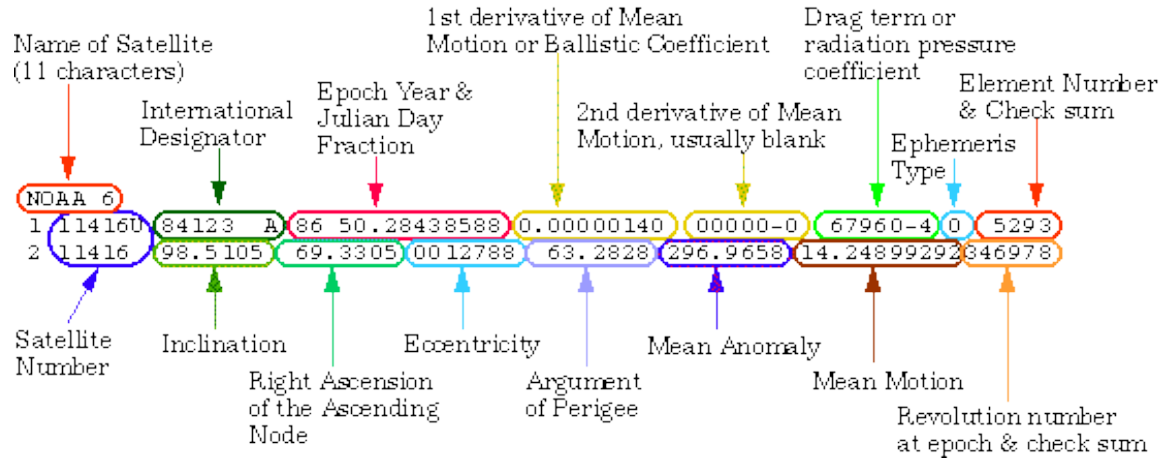 Name of Satellite
(11 characters)
International
Designator
Epoch Year &
Julian Day
Fraction
1st derivative of Mean
Motion or Ballistic Coefficient
2nd derivative of Mean
Motion, usually blank
Drag term or
radiation pressure
coefficient
Ephemeris
Type
Element Number
& Check sum
NOAA 6
1 11416U 84123 A 86 50.28438588 0.00000140 00000-0 67960-4 0 5293
2 11416 98.5105 69.3305 0012788 63.2828 296.9658 14.24899292346978
Satellite
Number
Inclination
Right Ascension
of the Ascending
Node
Eccentricity
Argument
of Perigee
Mean Anomaly
Mean Motion
Revolution number
at epoch & check sum